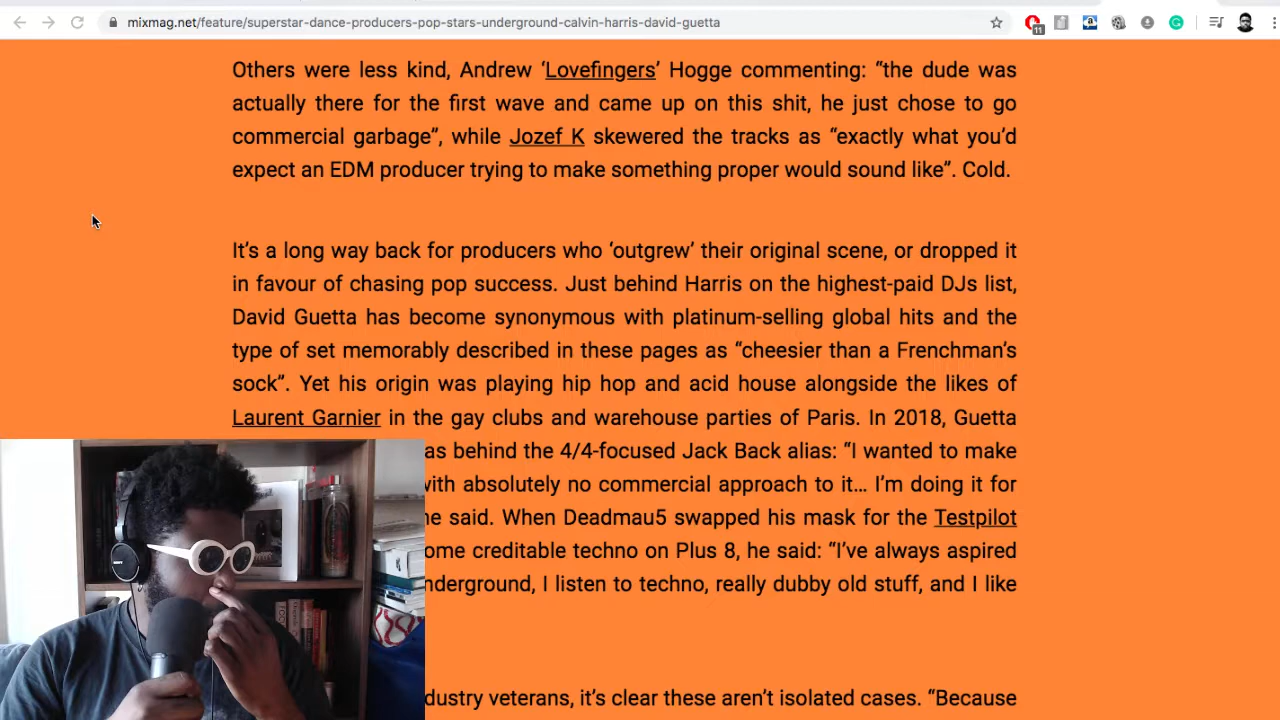 mixmag.net/feature/superstar-dance-producers-pop-stars-underground-calvin-harris-david-guetta
11
Others were less kind, Andrew ‘Lovefingers’ Hogge commenting: “the dude was
actually there for the first wave and came up on this shit, he just chose to go
commercial garbage”, while Jozef K skewered the tracks as “exactly what you’d
expect an EDM producer trying to make something proper would sound like”. Cold.
It’s a long way back for producers who ‘outgrew’ their original scene, or dropped it
in favour of chasing pop success. Just behind Harris on the highest-paid DJs list,
David Guetta has become synonymous with platinum-selling global hits and the
type of set memorably described in these pages as “cheesier than a Frenchman’s
sock”. Yet his origin was playing hip hop and acid house alongside the likes of
Laurent Garnier in the gay clubs and warehouse parties of Paris. In 2018, Guetta
as behind the 4/4-focused Jack Back alias: “I wanted to make
with absolutely no commercial approach to it... I’m doing it for
he said. When Deadmau5 swapped his mask for the Testpilot
ome creditable techno on Plus 8, he said: “I’ve always aspired
nderground, I listen to techno, really dubby old stuff, and I like
dustry veterans, it’s clear these aren’t isolated cases. “Because